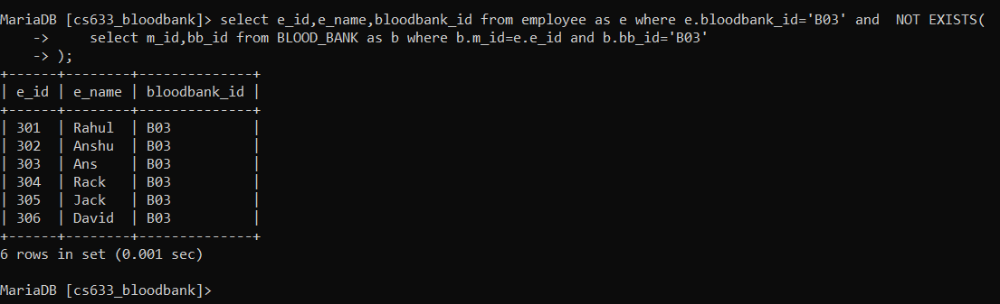 MariaDB [cs633_bloodbank]> select e_id,e_name,bloodbank_id from employee as e where e.bloodbank_id='B03' and  NOT EXISTS(
    ->     select m_id,bb_id from BLOOD_BANK as b where b.m_id=e.e_id and b.bb_id='B03'
    -> );
+------+--------+--------------+
| e_id | e_name | bloodbank_id |
+------+--------+--------------+
| 301  | Rahul  | B03          |
| 302  | Anshu  | B03          |
| 303  | Ans    | B03          |
| 304  | Rack   | B03          |
| 305  | Jack   | B03          |
| 306  | David  | B03          |
+------+--------+--------------+
6 rows in set (0.001 sec)
MariaDB [cs633_bloodbank]>